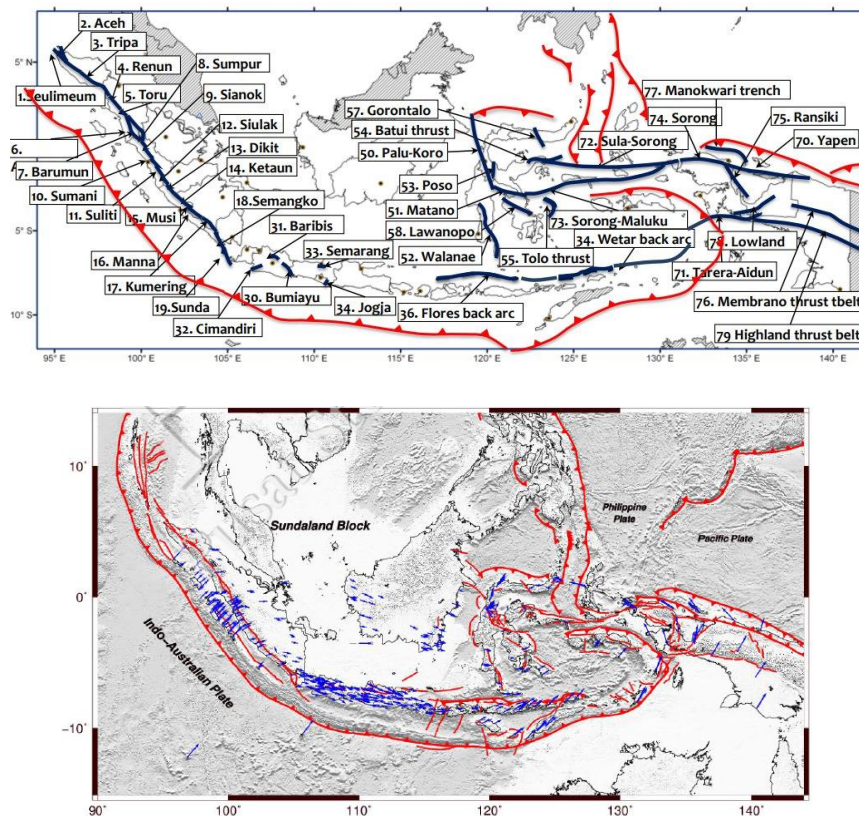 2. Aceh
3. Tripa
4. Renun
8. Sumpur
5°N
1.Seulimeum
5. Toru
9. Sianok
57. Gorontalo
77. Manokwari trench
54. Batui thrust
74. Sorong
75. Ransiki
12. Siulak
50. Palu-Koro
72. Sula-Sorong
70. Yapen
6.
7. Barumun
13. Dikit
53. Poso
14. Ketaun
10. Sumani
51. Matano
11. Suliti
15. Musi
18.Semangko
58. Lawanopo
73. Sorong-Maluku
5°S
31. Baribis
34. Wetar back arc
78. Lowland
16. Manna
33. Semarang
52. Walanae
55. Tolo thrust
71. Tarera-Aidun
17. Kumering
19.Sunda
30. Bumiayu
34. Jogja
76. Membrano thrust tbelt
10°S
32. Cimandiri
36. Flores back arc
79 Highland thrust belt
95° E
100° E
105° E
110° E
115° E
120° E
125° E
130° E
135° E
140° E
10°
Philippine
Plate
Sundaland Block
Pacific Plate
0°
Indo-Australian Plate
-10°
90°
100°
110°
120°
130°
140°